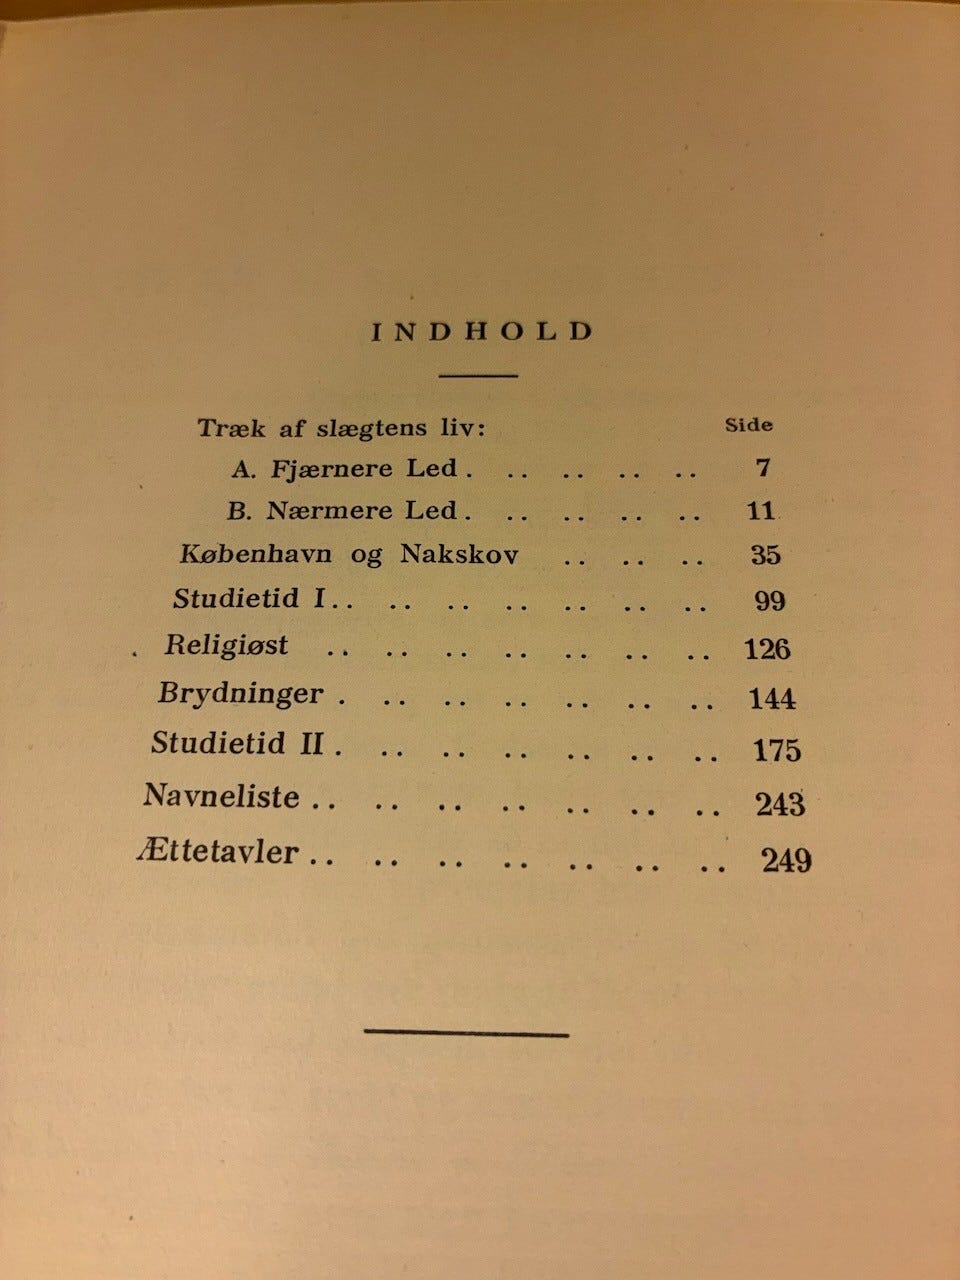 INDHOLD
Træk af slægtens liv: Side
A. Fjærnere Led . .. .. .. .. 7
B. Nærmere Led . .. .. .. .. 11
København og Nakskov .. .. .. 35
Studietid I .. .. .. .. .. .. .. 99
Religiøst .. .. .. .. .. .. .. 126
Brydninger . .. .. .. .. .. .. 144
Studietid II . .. .. .. .. .. .. 175
Navneliste .. .. .. .. .. .. .. 243
Ættetavler .. .. .. .. .. .. .. 249